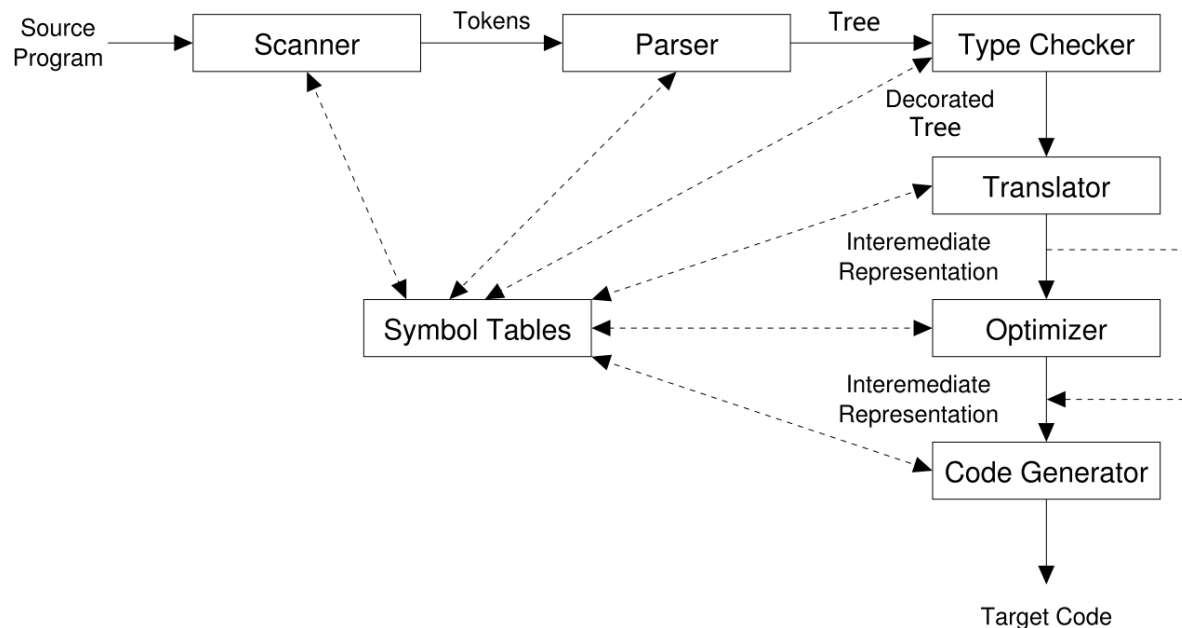 Source
Program
Scanner
Tokens
Parser
Tree
Type Checker
Decorated
Tree
Translator
Interemediate
Representation
Symbol Tables
Optimizer
Interemediate
Representation
Code Generator
Target Code